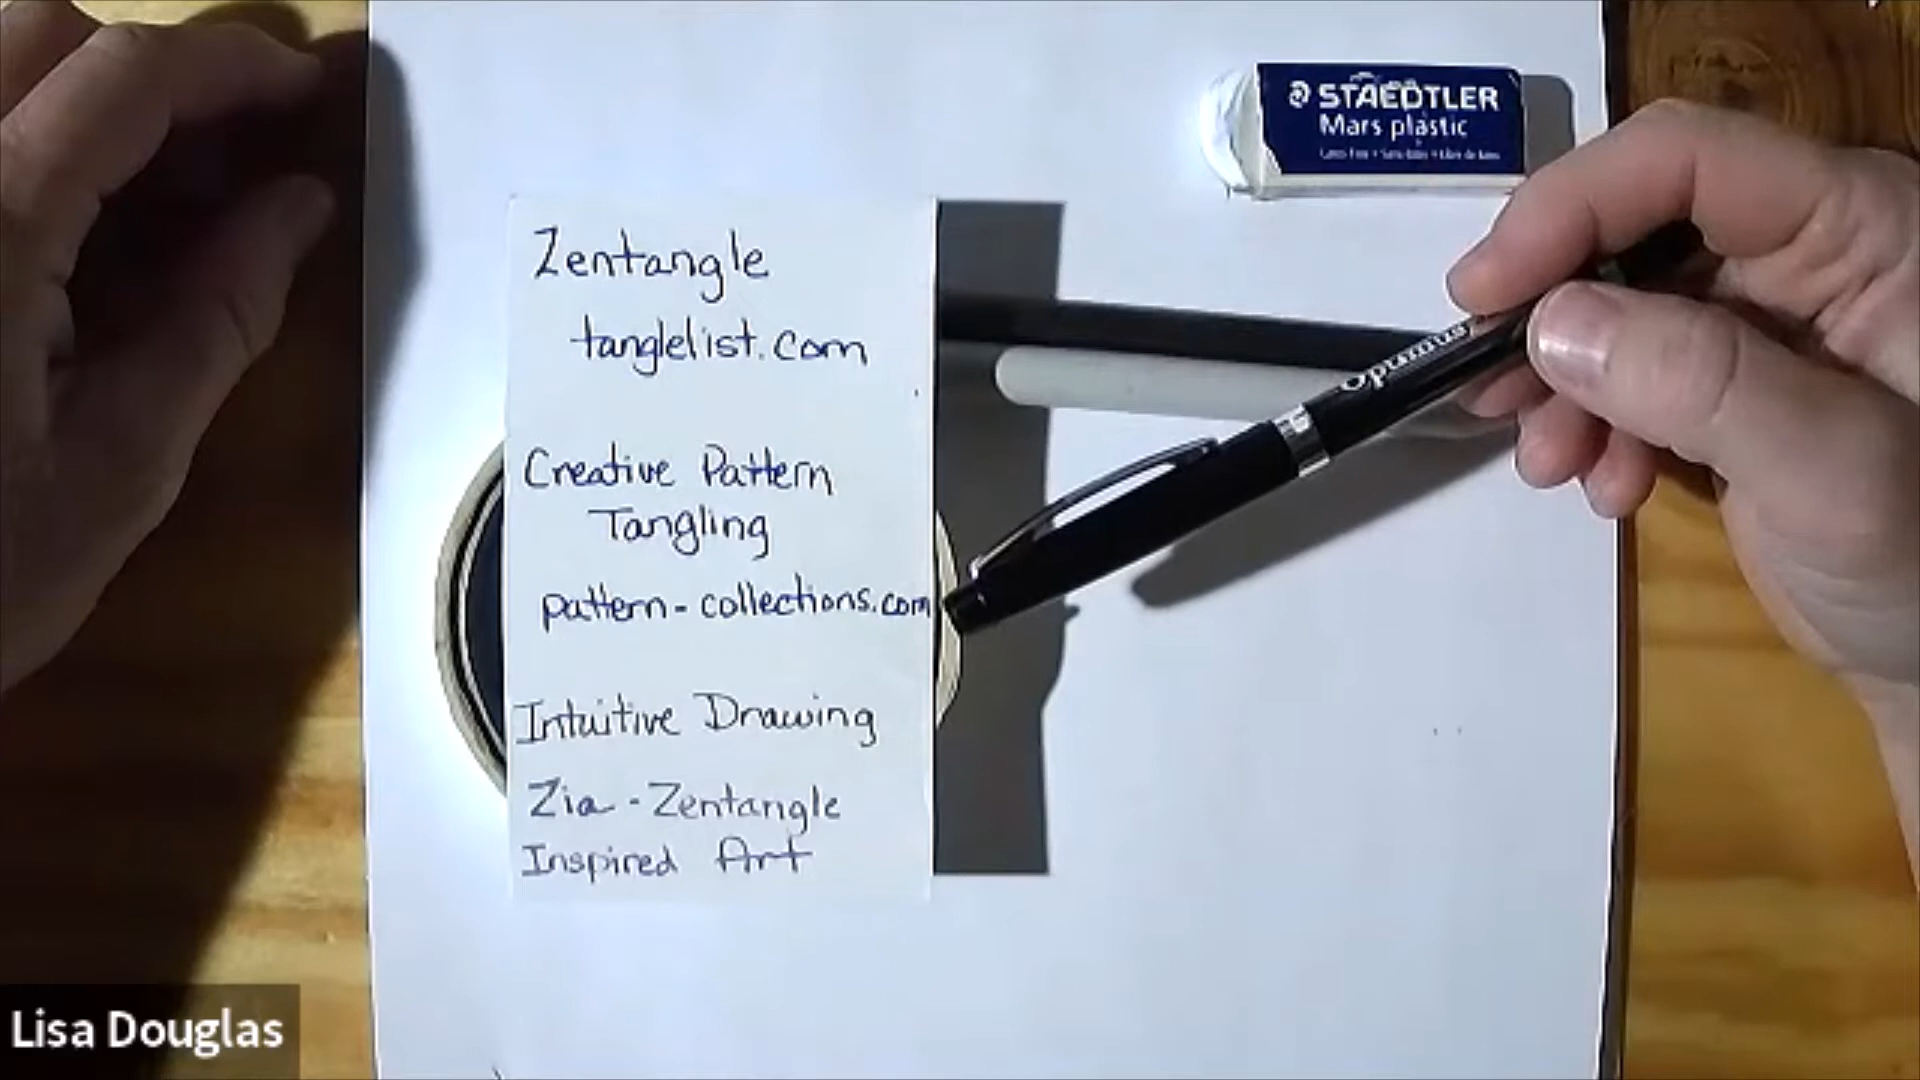 STAEDTLER
Mars plastic
Zentangle
tanglelist.com
Optimus
Creative Pattern
Tangling
pattern-collections.com
Intuitive Drawing
Zia - Zentangle
Inspired Art
Lisa Douglas